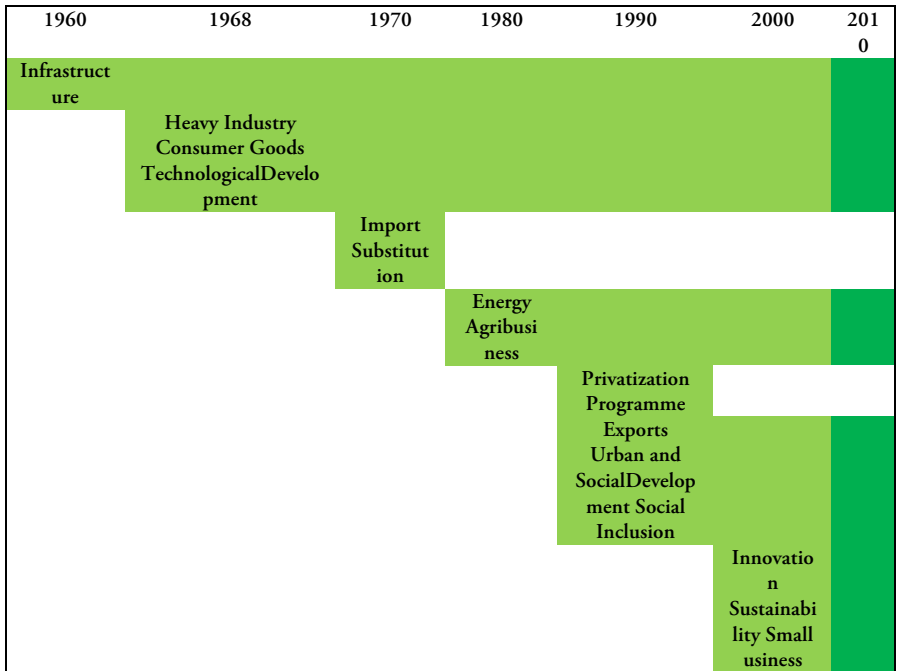 1960 1968 1970 1980 1990 2000 201
0
Infrastruct
ure
Heavy Industry
Consumer Goods
TechnologicalDevelo
pment
Import
Substitut
ion
Energy
Agribusi
ness
Privatization
Programme
Exports
Urban and
SocialDevelop
ment Social
Inclusion
Innovatio
n
Sustainabi
lity Small
usiness